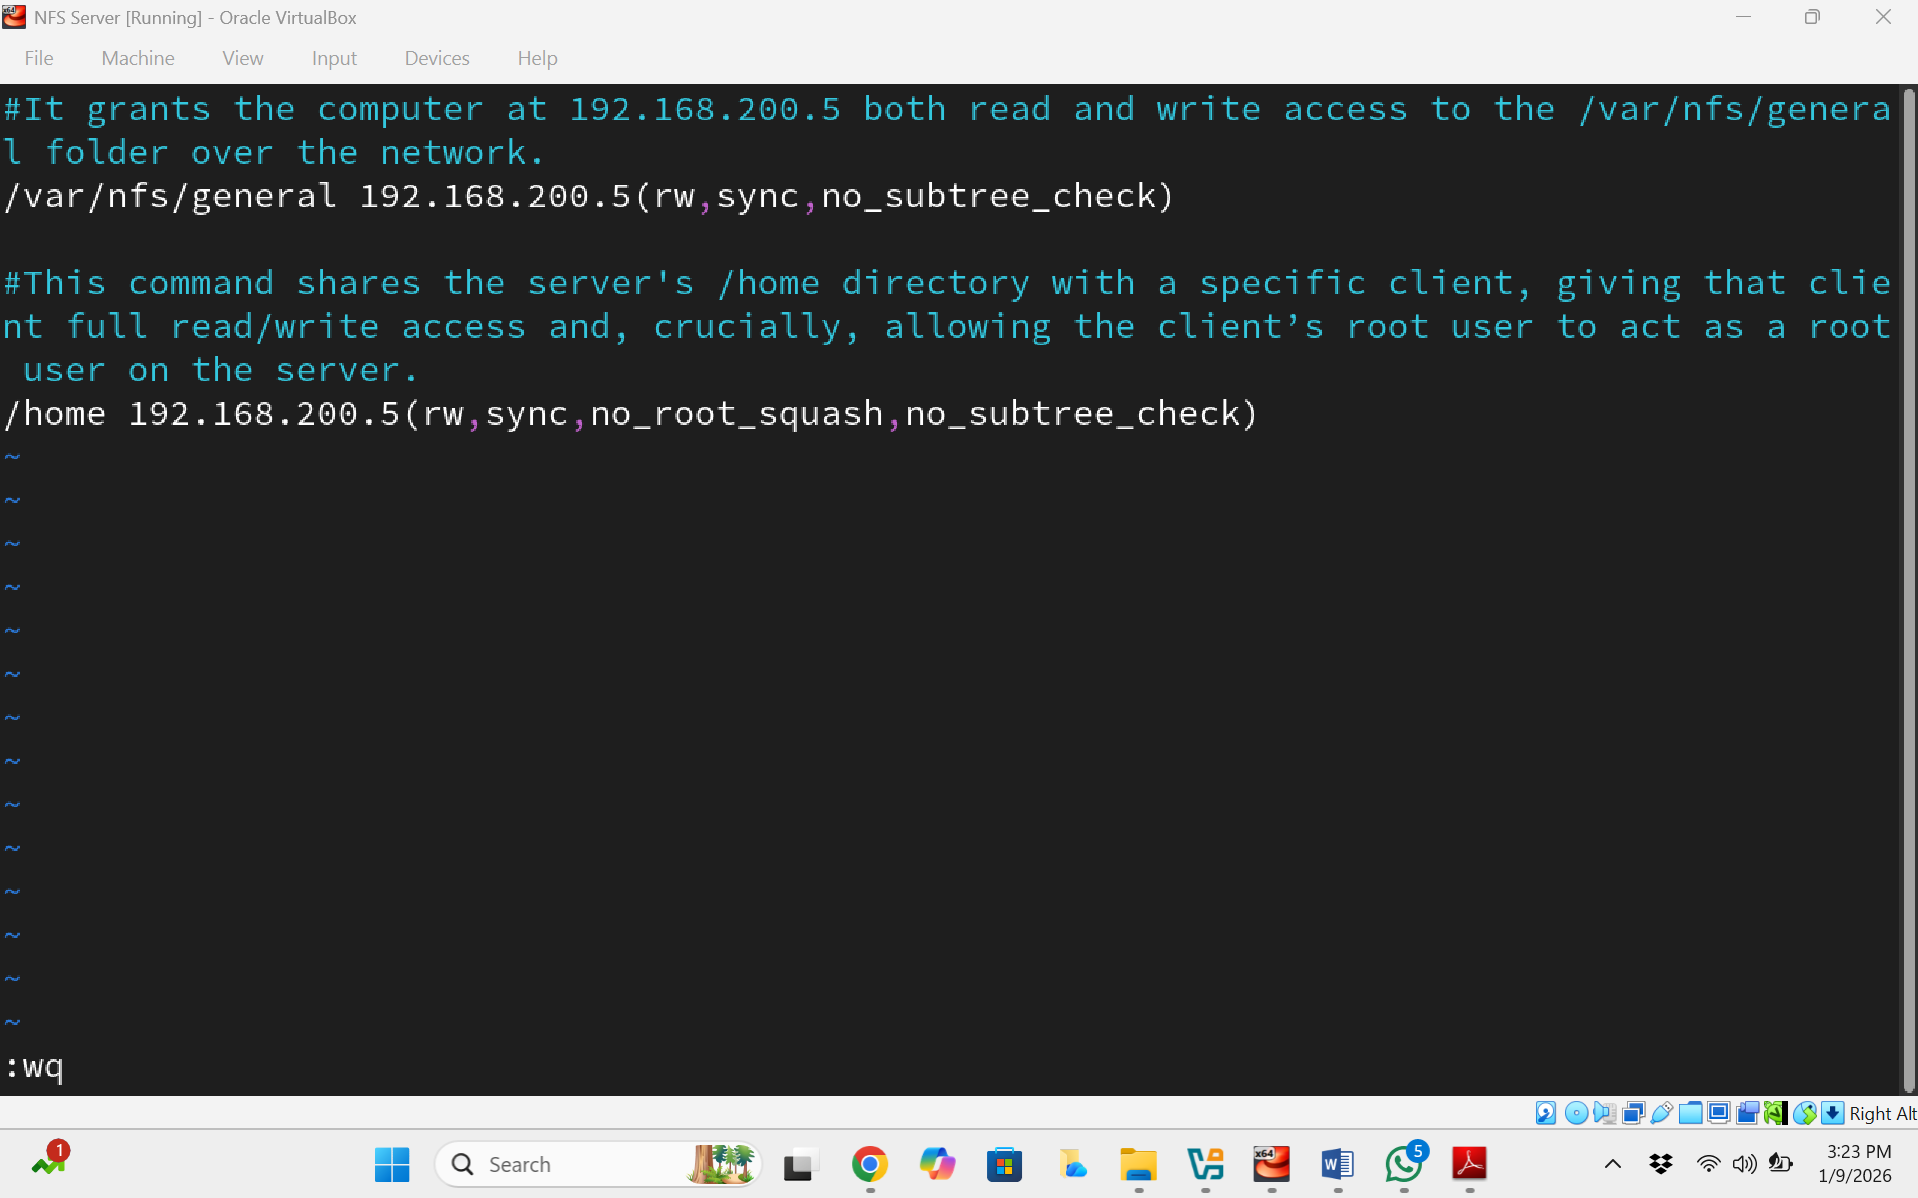 NFS Server [Running] - Oracle VirtualBox
File Machine View Input Devices Help
#It grants the computer at 192.168.200.5 both read and write access to the /var/nfs/genera
l folder over the network.
/var/nfs/general 192.168.200.5(rw,sync,no_subtree_check)
#This command shares the server's /home directory with a specific client, giving that clie
nt full read/write access and, crucially, allowing the client’s root user to act as a root
 user on the server.
/home 192.168.200.5(rw,sync,no_root_squash,no_subtree_check)
~
~
~
~
~
~
~
~
~
~
~
~
~
~
:wq
Right Alt
1
Search
x64
W
5
3:23 PM
1/9/2026